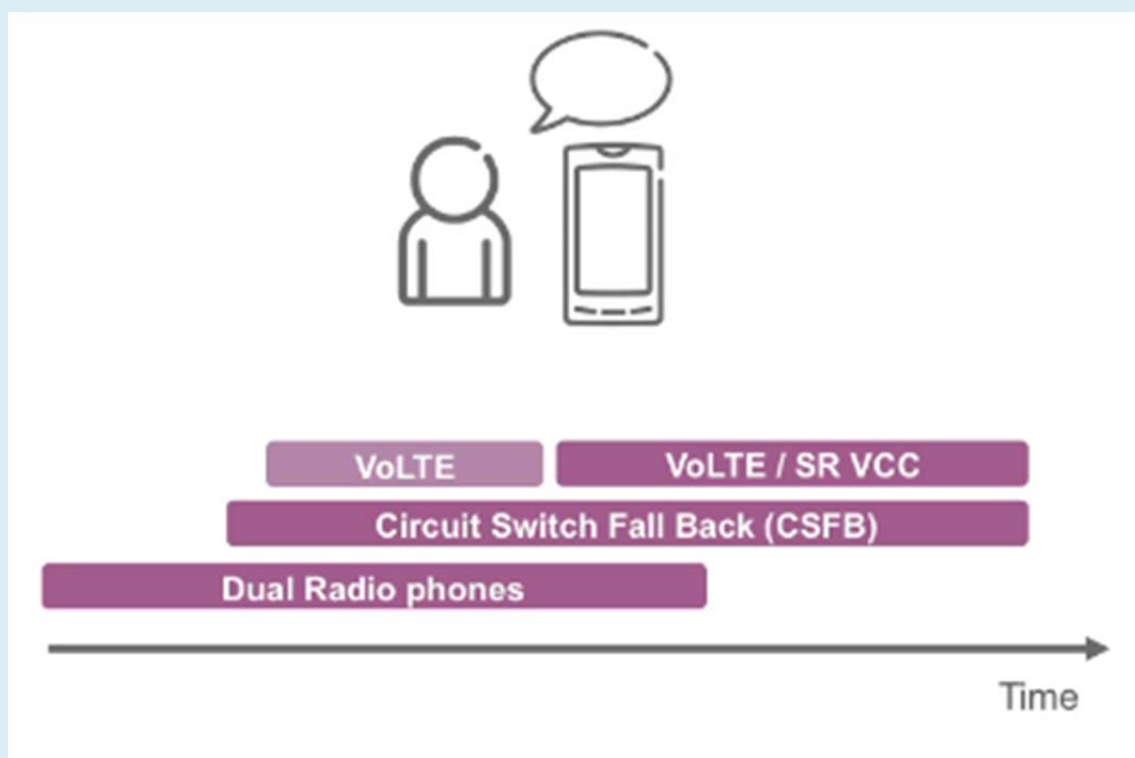 VoLTE
VoLTE / SR VCC
Circuit Switch Fall Back (CSFB)
Dual Radio phones
Time